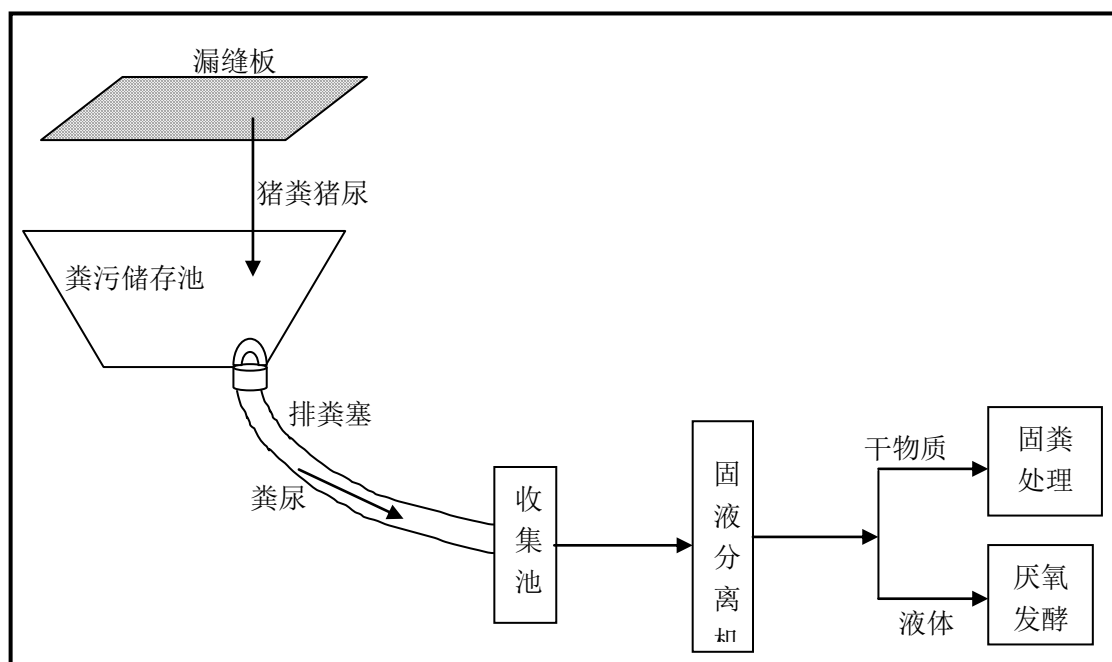 漏缝板
猪粪猪尿
粪污储存池
排粪塞
粪尿
收
集
池
固
液
分
离
机
干物质
液体
固粪
处理
厌氧
发酵